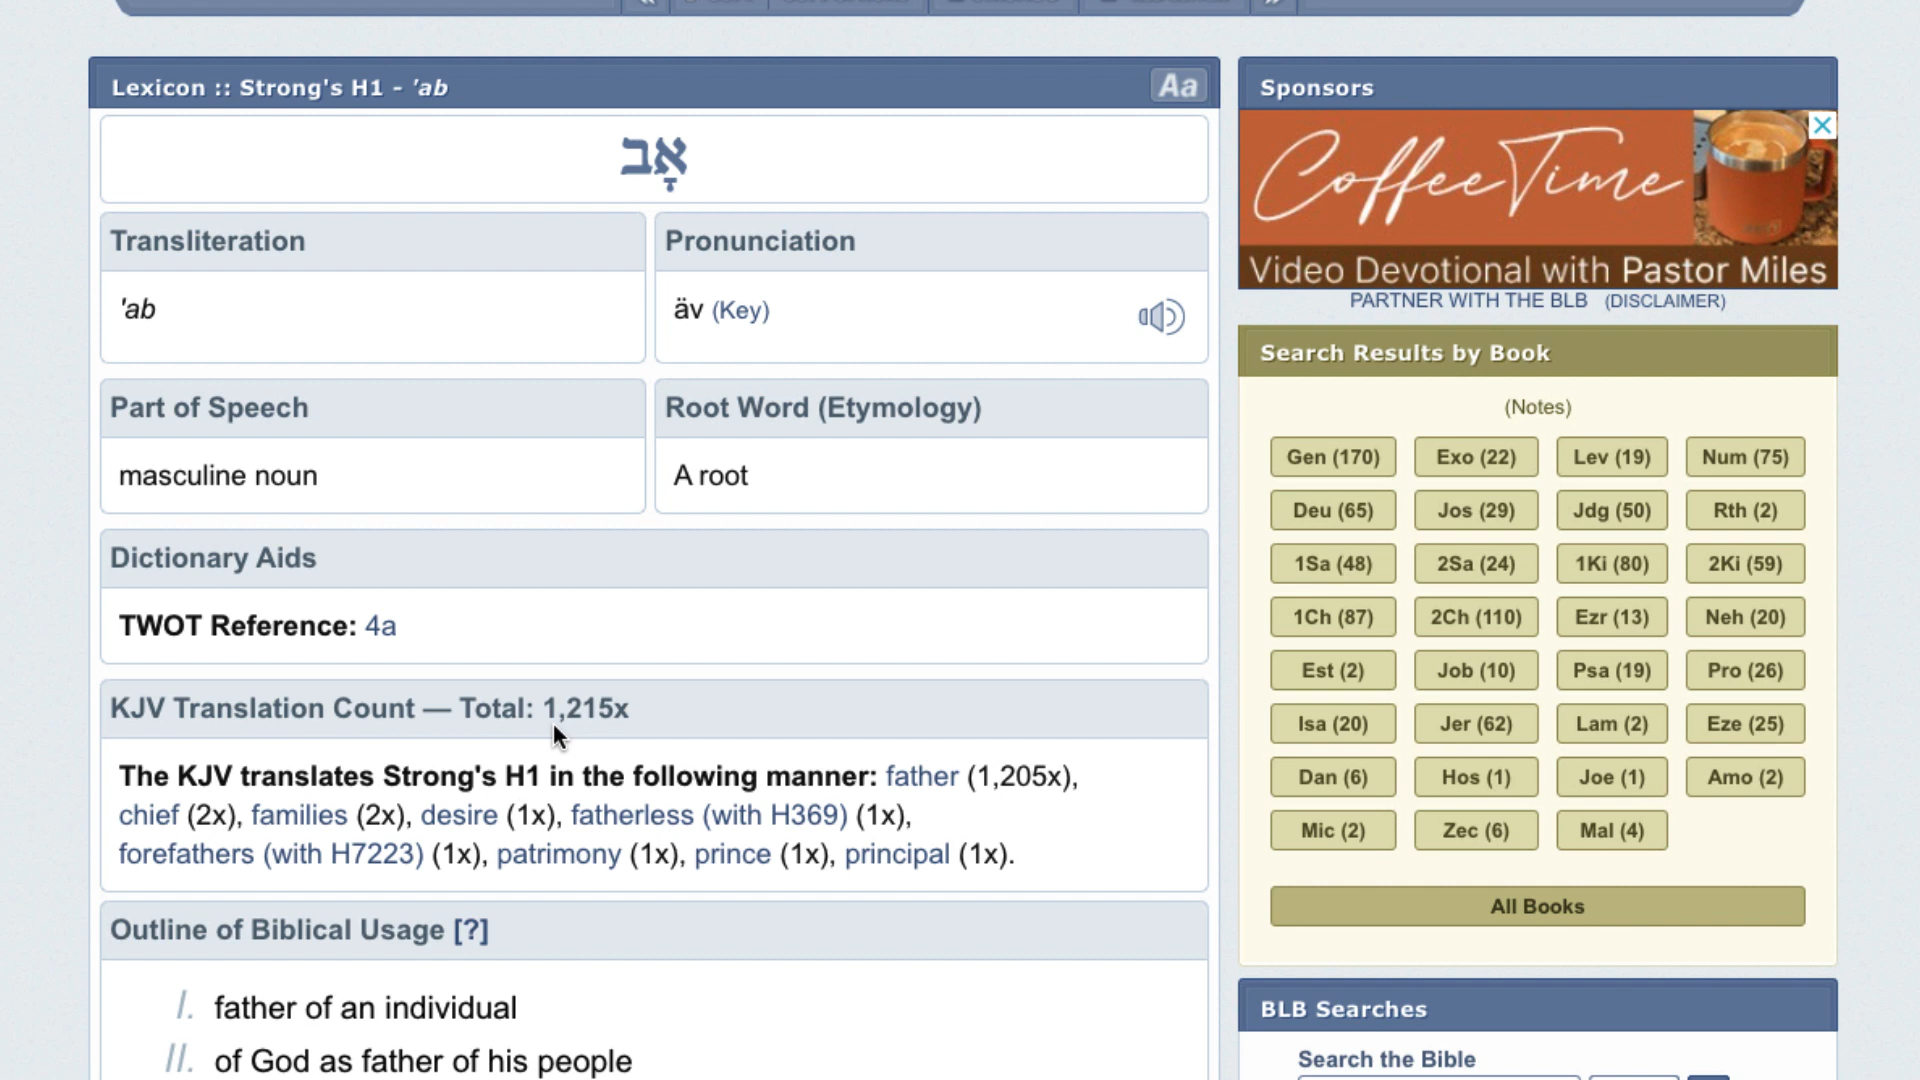 Lexicon :: Strong's H1 - 'ab
Aa
אָב
Transliteration
'ab
Pronunciation
äv (Key)
Part of Speech
masculine noun
Root Word (Etymology)
A root
Dictionary Aids
TWOT Reference: 4a
KJV Translation Count — Total: 1,215x
The KJV translates Strong's H1 in the following manner: father (1,205x),
chief (2x), families (2x), desire (1x), fatherless (with H369) (1x),
forefathers (with H7223) (1x), patrimony (1x), prince (1x), principal (1x).
Outline of Biblical Usage [?]
I. father of an individual
II. of God as father of his people
Sponsors
Coffee Time
Video Devotional with Pastor Miles
PARTNER WITH THE BLB (DISCLAIMER)
Search Results by Book
(Notes)
Gen (170) Exo (22) Lev (19) Num (75)
Deu (65) Jos (29) Jdg (50) Rth (2)
1Sa (48) 2Sa (24) 1Ki (80) 2Ki (59)
1Ch (87) 2Ch (110) Ezr (13) Neh (20)
Est (2) Job (10) Psa (19) Pro (26)
Isa (20) Jer (62) Lam (2) Eze (25)
Dan (6) Hos (1) Joe (1) Amo (2)
Mic (2) Zec (6) Mal (4)
All Books
BLB Searches
Search the Bible